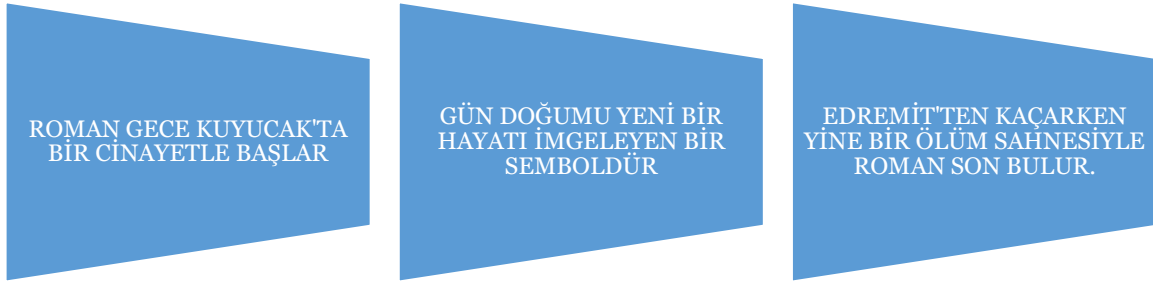 ROMAN GECE KUYUCAK'TA
BİR CİNAYETLE BAŞLAR
GÜN DOĞUMU YENİ BİR
HAYATI İMGELEYEN BİR
SEMBOLDÜR
EDREMİT'TEN KAÇARKEN
YİNE BİR ÖLÜM SAHNESİYLE
ROMAN SON BULUR.